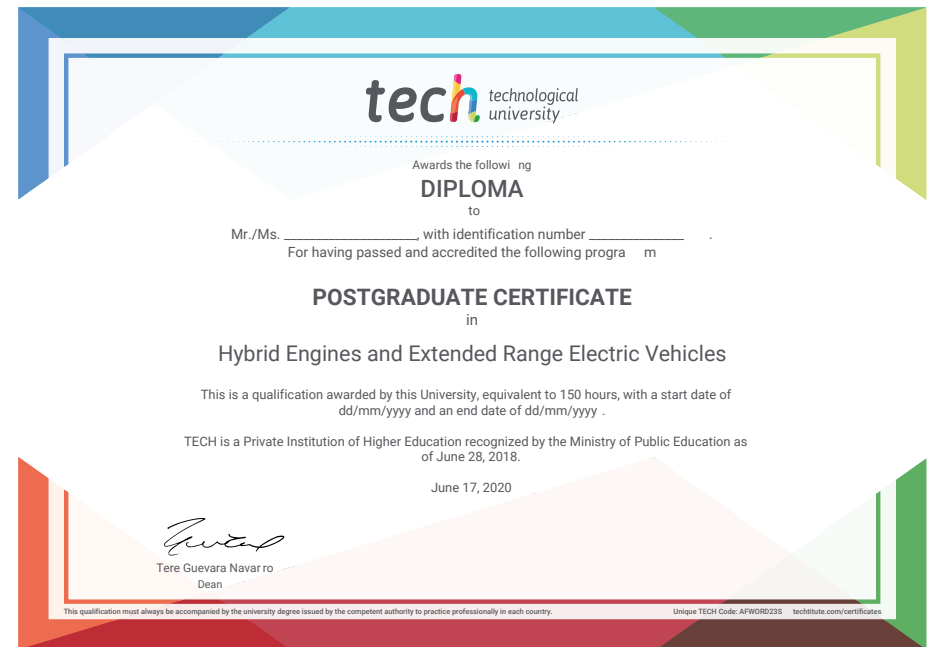 tech technological
university
Awards the followi ng
DIPLOMA
to
Mr./Ms. _____________________, with identification number _______________ .
For having passed and accredited the following progra m
POSTGRADUATE CERTIFICATE
in
Hybrid Engines and Extended Range Electric Vehicles
This is a qualification awarded by this University, equivalent to 150 hours, with a start date of
dd/mm/yyyy and an end date of dd/mm/yyyy .
TECH is a Private Institution of Higher Education recognized by the Ministry of Public Education as
of June 28, 2018.
June 17, 2020
Tere Guevara Navar ro
Dean
This qualification must always be accompanied by the university degree issued by the competent authority to practice professionally in each country.
Unique TECH Code: AFWORD23S techtitute.com/certificates